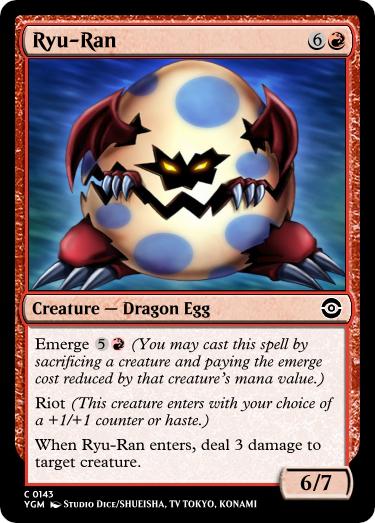 Ryu-Ran 6
Creature — Dragon Egg
Emerge 5 (You may cast this spell by
sacrificing a creature and paying the emerge
cost reduced by that creature's mana value.)
Riot (This creature enters with your choice of
a +1/+1 counter or haste.)
When Ryu-Ran enters, deal 3 damage to
target creature.
6/7
C 0143
YGM Studio Dice/SHUEISHA, TV TOKYO, KONAMI